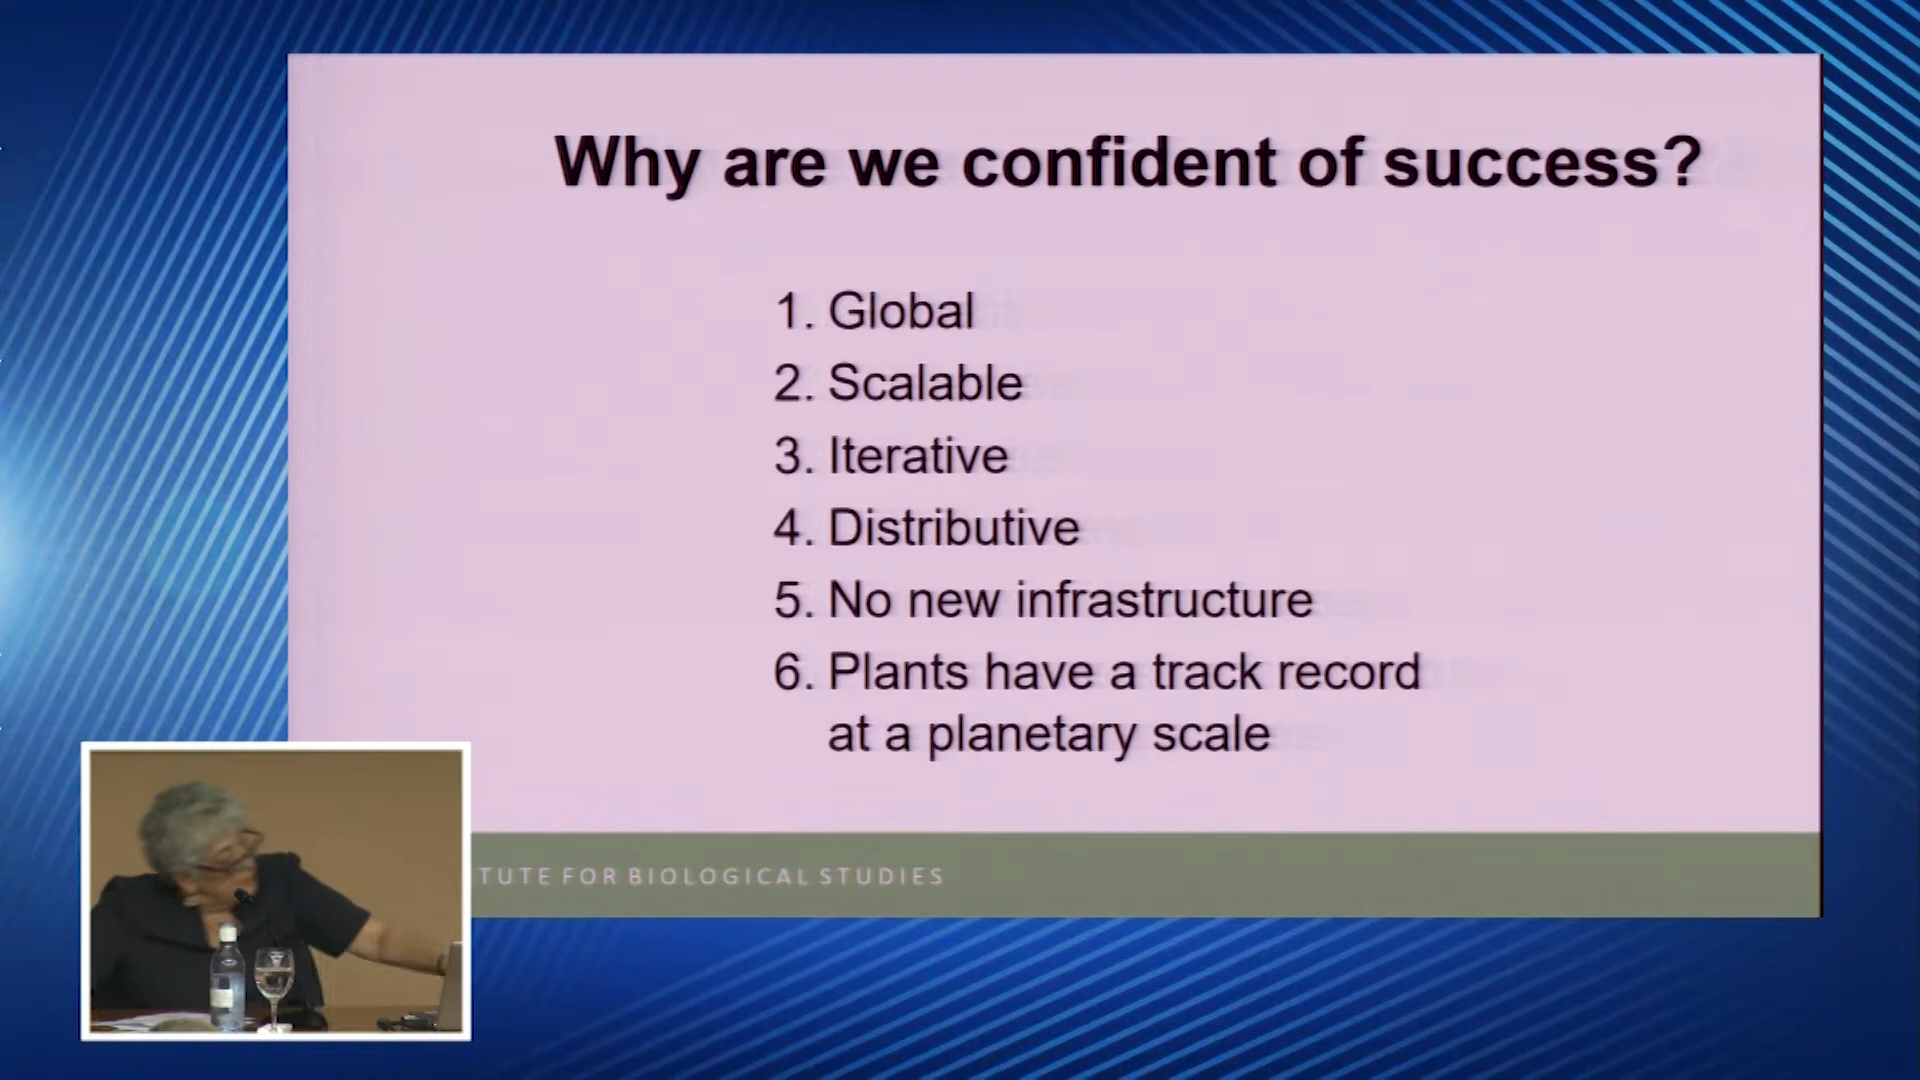 Why are we confident of success?
1. Global
2. Scalable
3. Iterative
4. Distributive
5. No new infrastructure
6. Plants have a track record
at a planetary scale
TUTE FOR BIOLOGICAL STUDIES